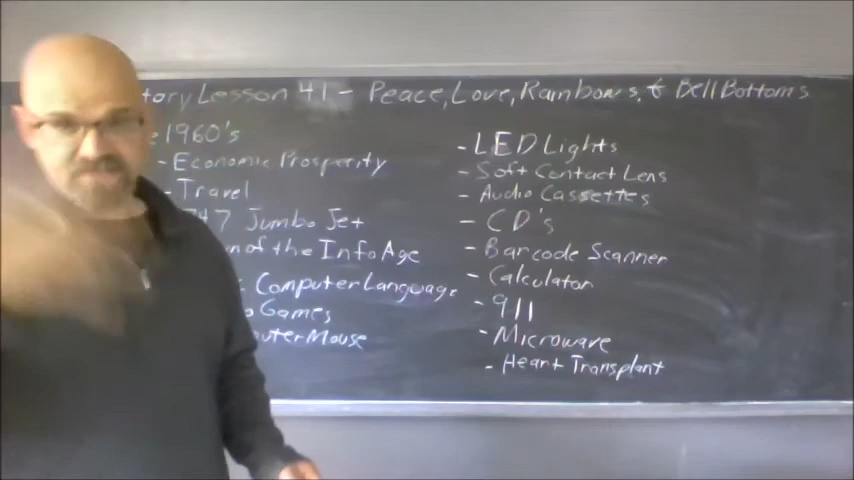 tory Lesson 41 - Peace, Love, Rainbows, & Bell Bottoms
e 1960's
- Economic Prosperity
- Travel
747 Jumbo Jet
n of the Info Age
Computer Language
Games
uter Mouse
- LED Lights
- Soft Contact Lens
- Audio Cassettes
- CD's
- Barcode Scanner
- Calculator
- 911
- Microwave
- Heart Transplant